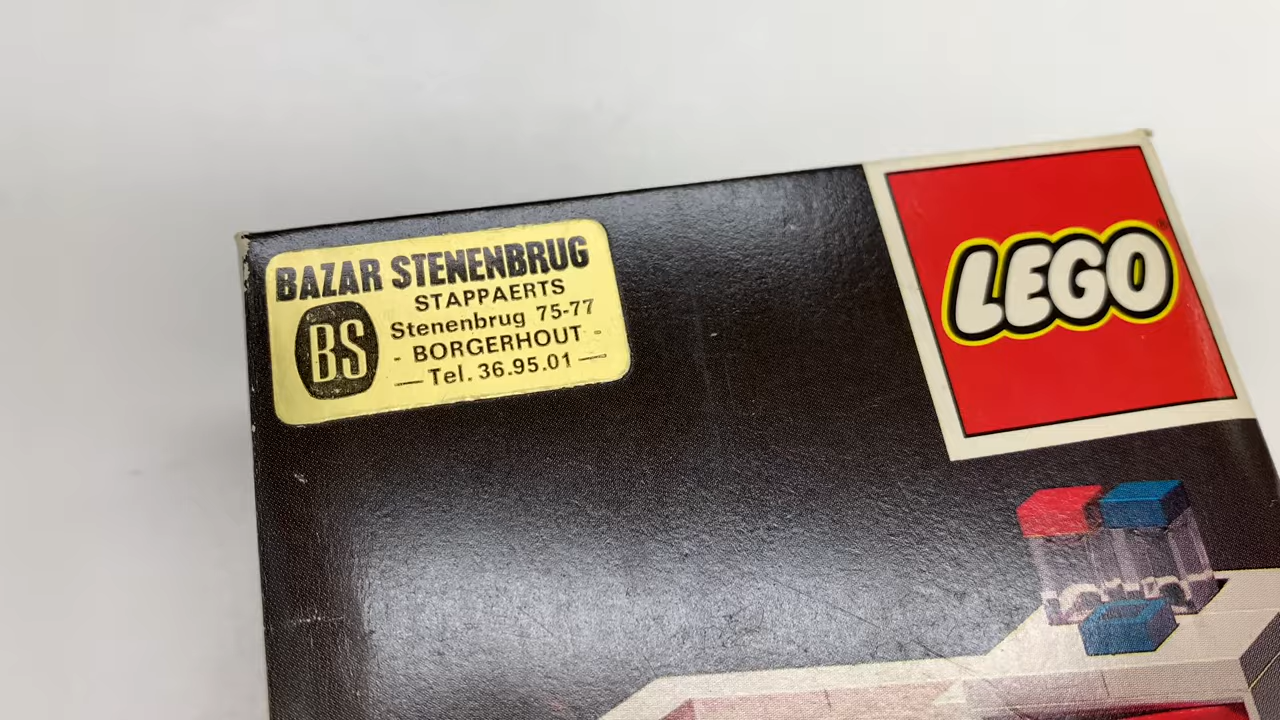 BAZAR STENENBRUG
BS
STAPPAERTS
Stenenbrug 75-77
- BORGERHOUT -
— Tel. 36.95.01 —
LEGO®